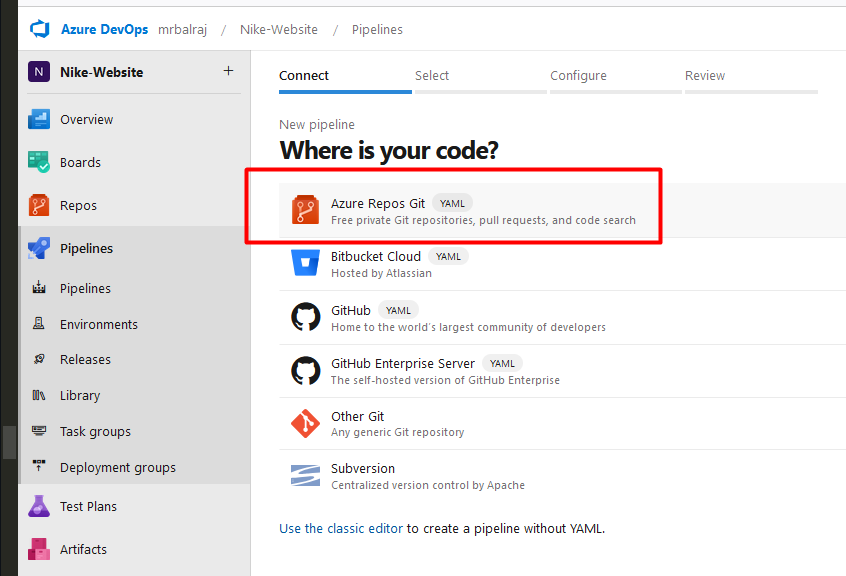 Azure DevOps mrbalraj / Nike-Website / Pipelines
N Nike-Website +
Overview
Boards
Repos
Pipelines
Pipelines
Environments
Releases
Library
Task groups
Deployment groups
Test Plans
Artifacts
Connect Select Configure Review
New pipeline
Where is your code?
Azure Repos Git YAML
Free private Git repositories, pull requests, and code search
Bitbucket Cloud YAML
Hosted by Atlassian
GitHub YAML
Home to the world's largest community of developers
GitHub Enterprise Server YAML
The self-hosted version of GitHub Enterprise
Other Git
Any generic Git repository
Subversion
Centralized version control by Apache
Use the classic editor to create a pipeline without YAML.